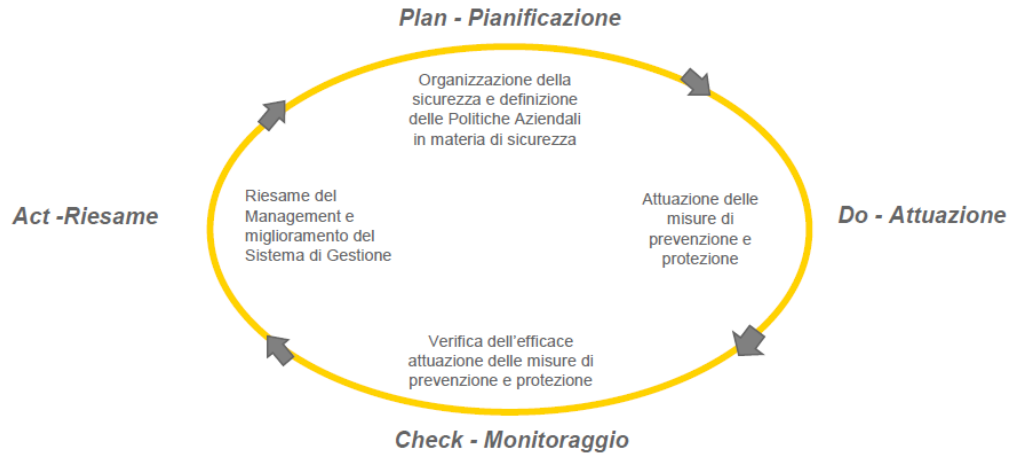 Plan - Pianificazione
Organizzazione della
sicurezza e definizione
delle Politiche Aziendali
in materia di sicurezza
Act -Riesame
Riesame del
Management e
miglioramento del
Sistema di Gestione
Attuazione delle
misure di
prevenzione e
protezione
Do - Attuazione
Verifica dell'efficace
attuazione delle misure di
prevenzione e protezione
Check - Monitoraggio